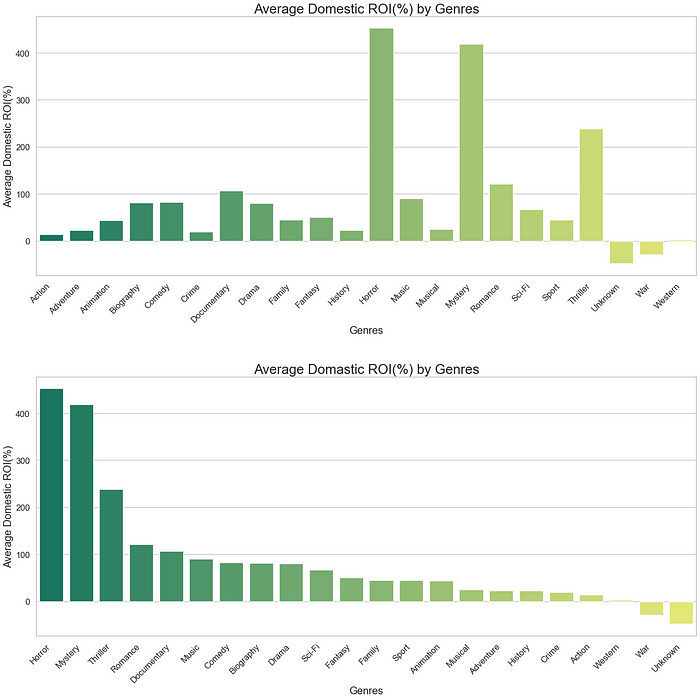 Average Domestic ROI(%) by Genres
Average Domestic ROI(%)
400
300
200
100
0
Action
Adventure
Animation
Biography
Comedy
Crime
Documentary
Drama
Family
Fantasy
History
Horror
Music
Musical
Mystery
Romance
Sci-Fi
Sport
Thriller
Unknown
War
Western
Genres
Average Domastic ROI(%) by Genres
Average Domestic ROI(%)
400
300
200
100
0
Horror
Mystery
Thriller
Romance
Documentary
Music
Comedy
Biography
Drama
Sci-Fi
Fantasy
Family
Sport
Animation
Musical
Adventure
History
Crime
Action
Western
War
Unknown
Genres